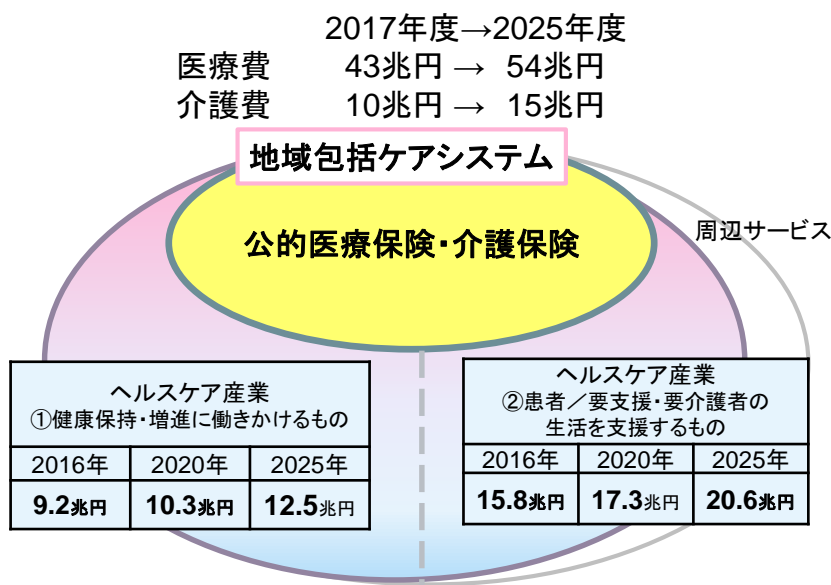 2017年度→2025年度
医療費 43兆円 → 54兆円
介護費 10兆円 → 15兆円
地域包括ケアシステム
公的医療保険・介護保険
周辺サービス
ヘルスケア産業
①健康保持・増進に働きかけるもの
2016年 2020年 2025年
9.2兆円 10.3兆円 12.5兆円
ヘルスケア産業
②患者／要支援・要介護者の
生活を支援するもの
2016年 2020年 2025年
15.8兆円 17.3兆円 20.6兆円